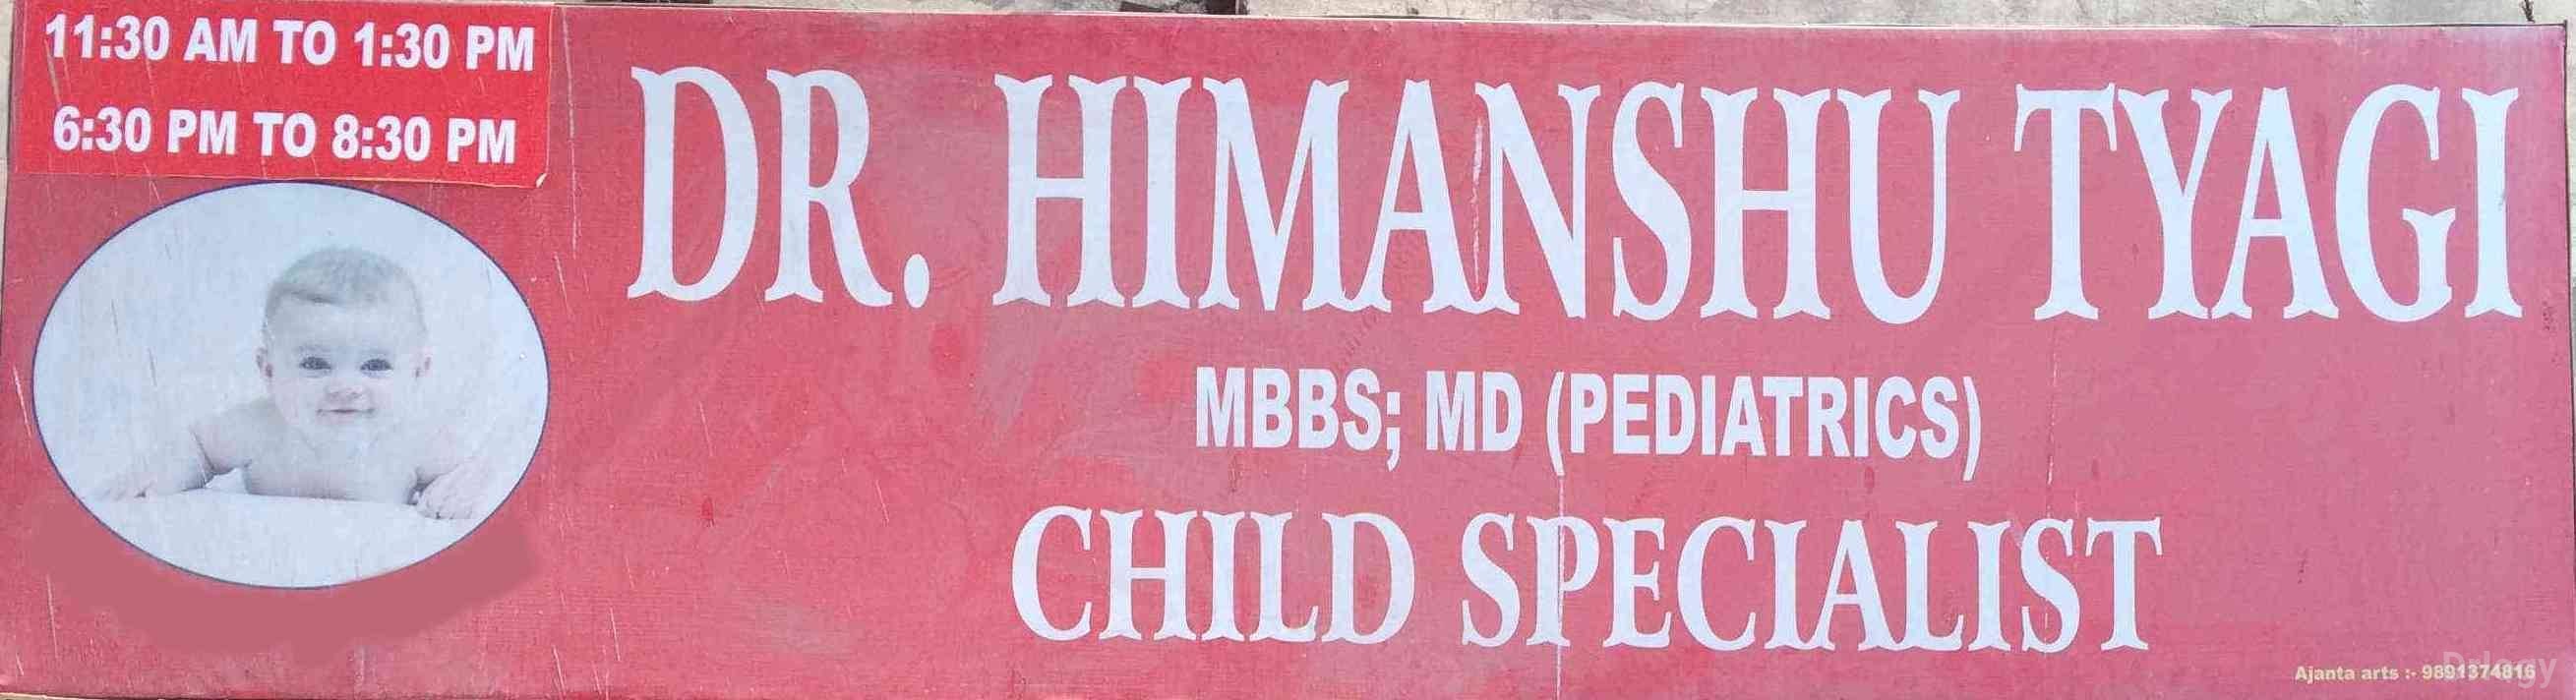 11:30 AM TO 1:30 PM
6:30 PM TO 8:30 PM
DR. HIMANSHU TYAGI
MBBS; MD (PEDIATRICS)
CHILD SPECIALIST
Ajanta arts :- 9891374816
Drlogy